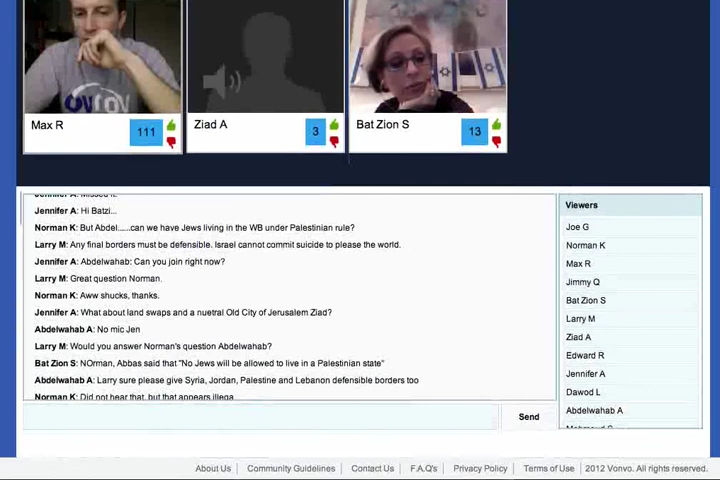 Max R
111
Ziad A
3
Bat Zion S
13
Jennifer A: Missed it.
Jennifer A: Hi Batzi...
Norman K: But Abdel......can we have Jews living in the WB under Palestinian rule?
Larry M: Any final borders must be defensible. Israel cannot commit suicide to please the world.
Jennifer A: Abdelwahab: Can you join right now?
Larry M: Great question Norman.
Norman K: Aww shucks, thanks.
Jennifer A: What about land swaps and a nuetral Old City of Jerusalem Ziad?
Abdelwahab A: No mic Jen
Larry M: Would you answer Norman's question Abdelwahab?
Bat Zion S: NOrman, Abbas said that "No Jews will be allowed to live in a Palestinian state"
Abdelwahab A: Larry sure please give Syria, Jordan, Palestine and Lebanon defensible borders too
Norman K: Did not hear that, but that appears illega
Send
Viewers
Joe G
Norman K
Max R
Jimmy Q
Bat Zion S
Larry M
Ziad A
Edward R
Jennifer A
Dawod L
Abdelwahab A
About Us | Community Guidelines | Contact Us | F.A.Q's | Privacy Policy | Terms of Use | 2012 Vonvo. All rights reserved.